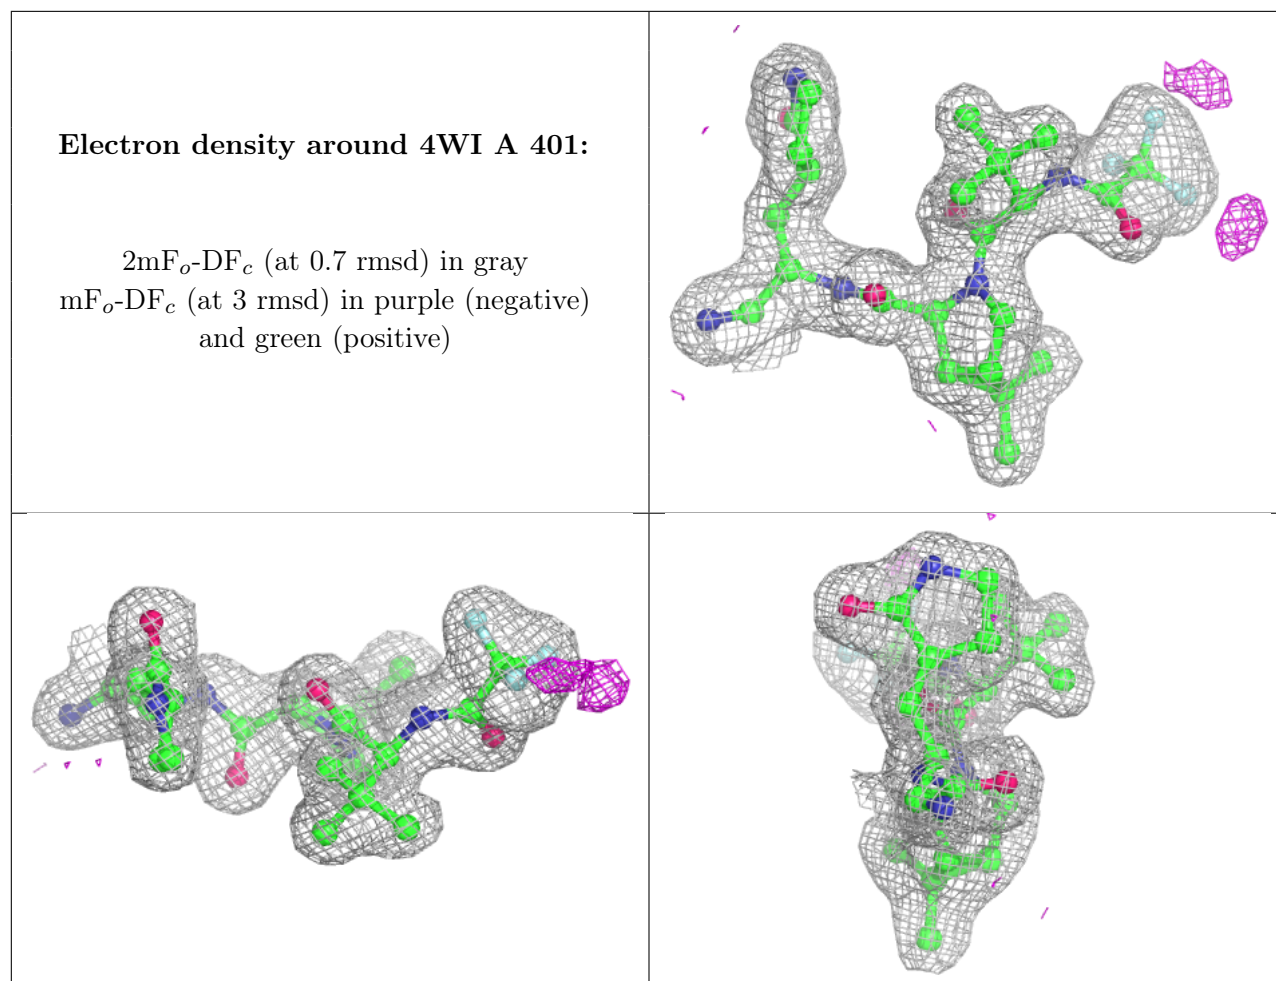 Electron density around 4WI A 401:
2mFo-DFc (at 0.7 rmsd) in gray
mFo-DFc (at 3 rmsd) in purple (negative)
and green (positive)